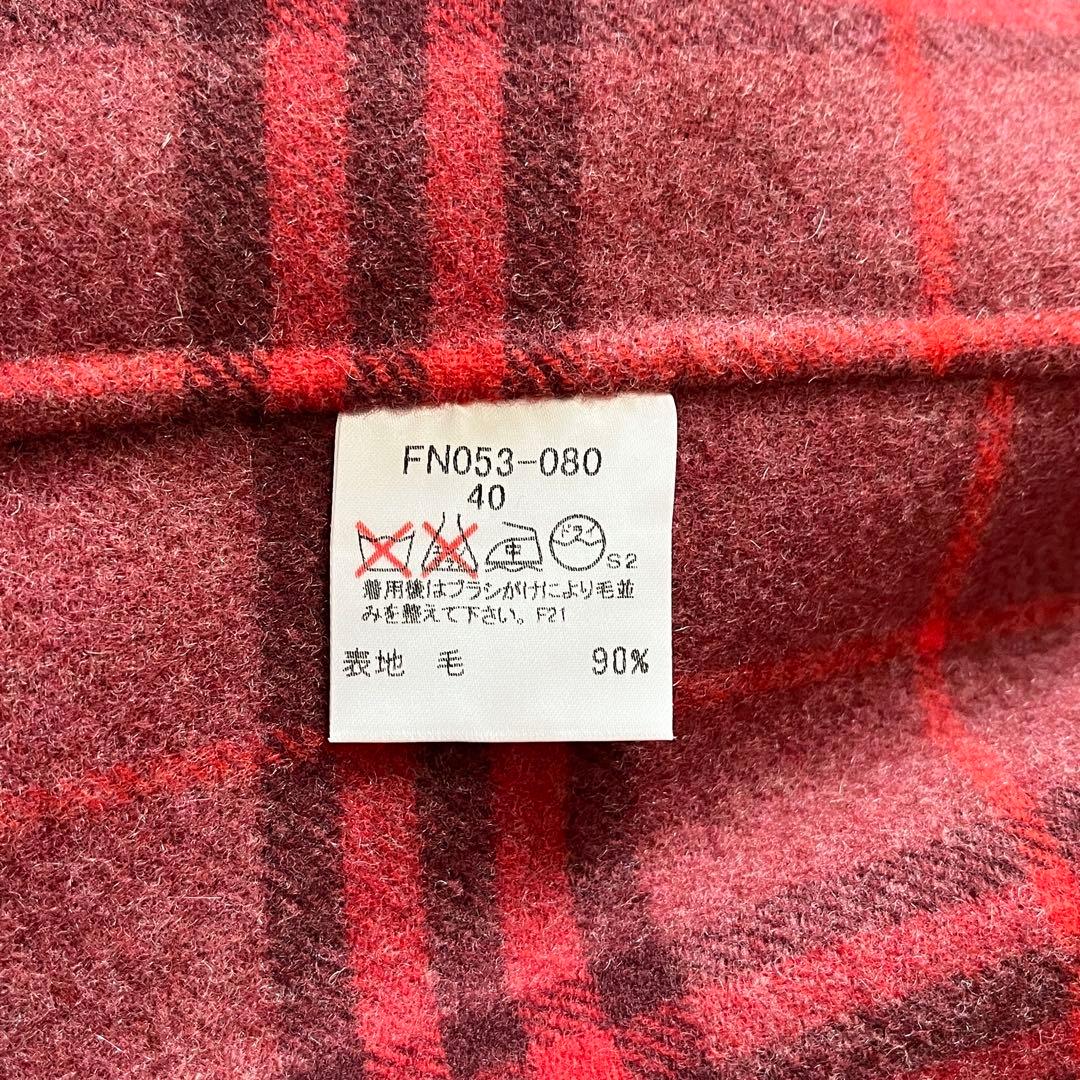 FN053-080
40
中 ドライ S2
着用後はブラシがけにより毛並
みを整えて下さい。F21
表地 毛 90%